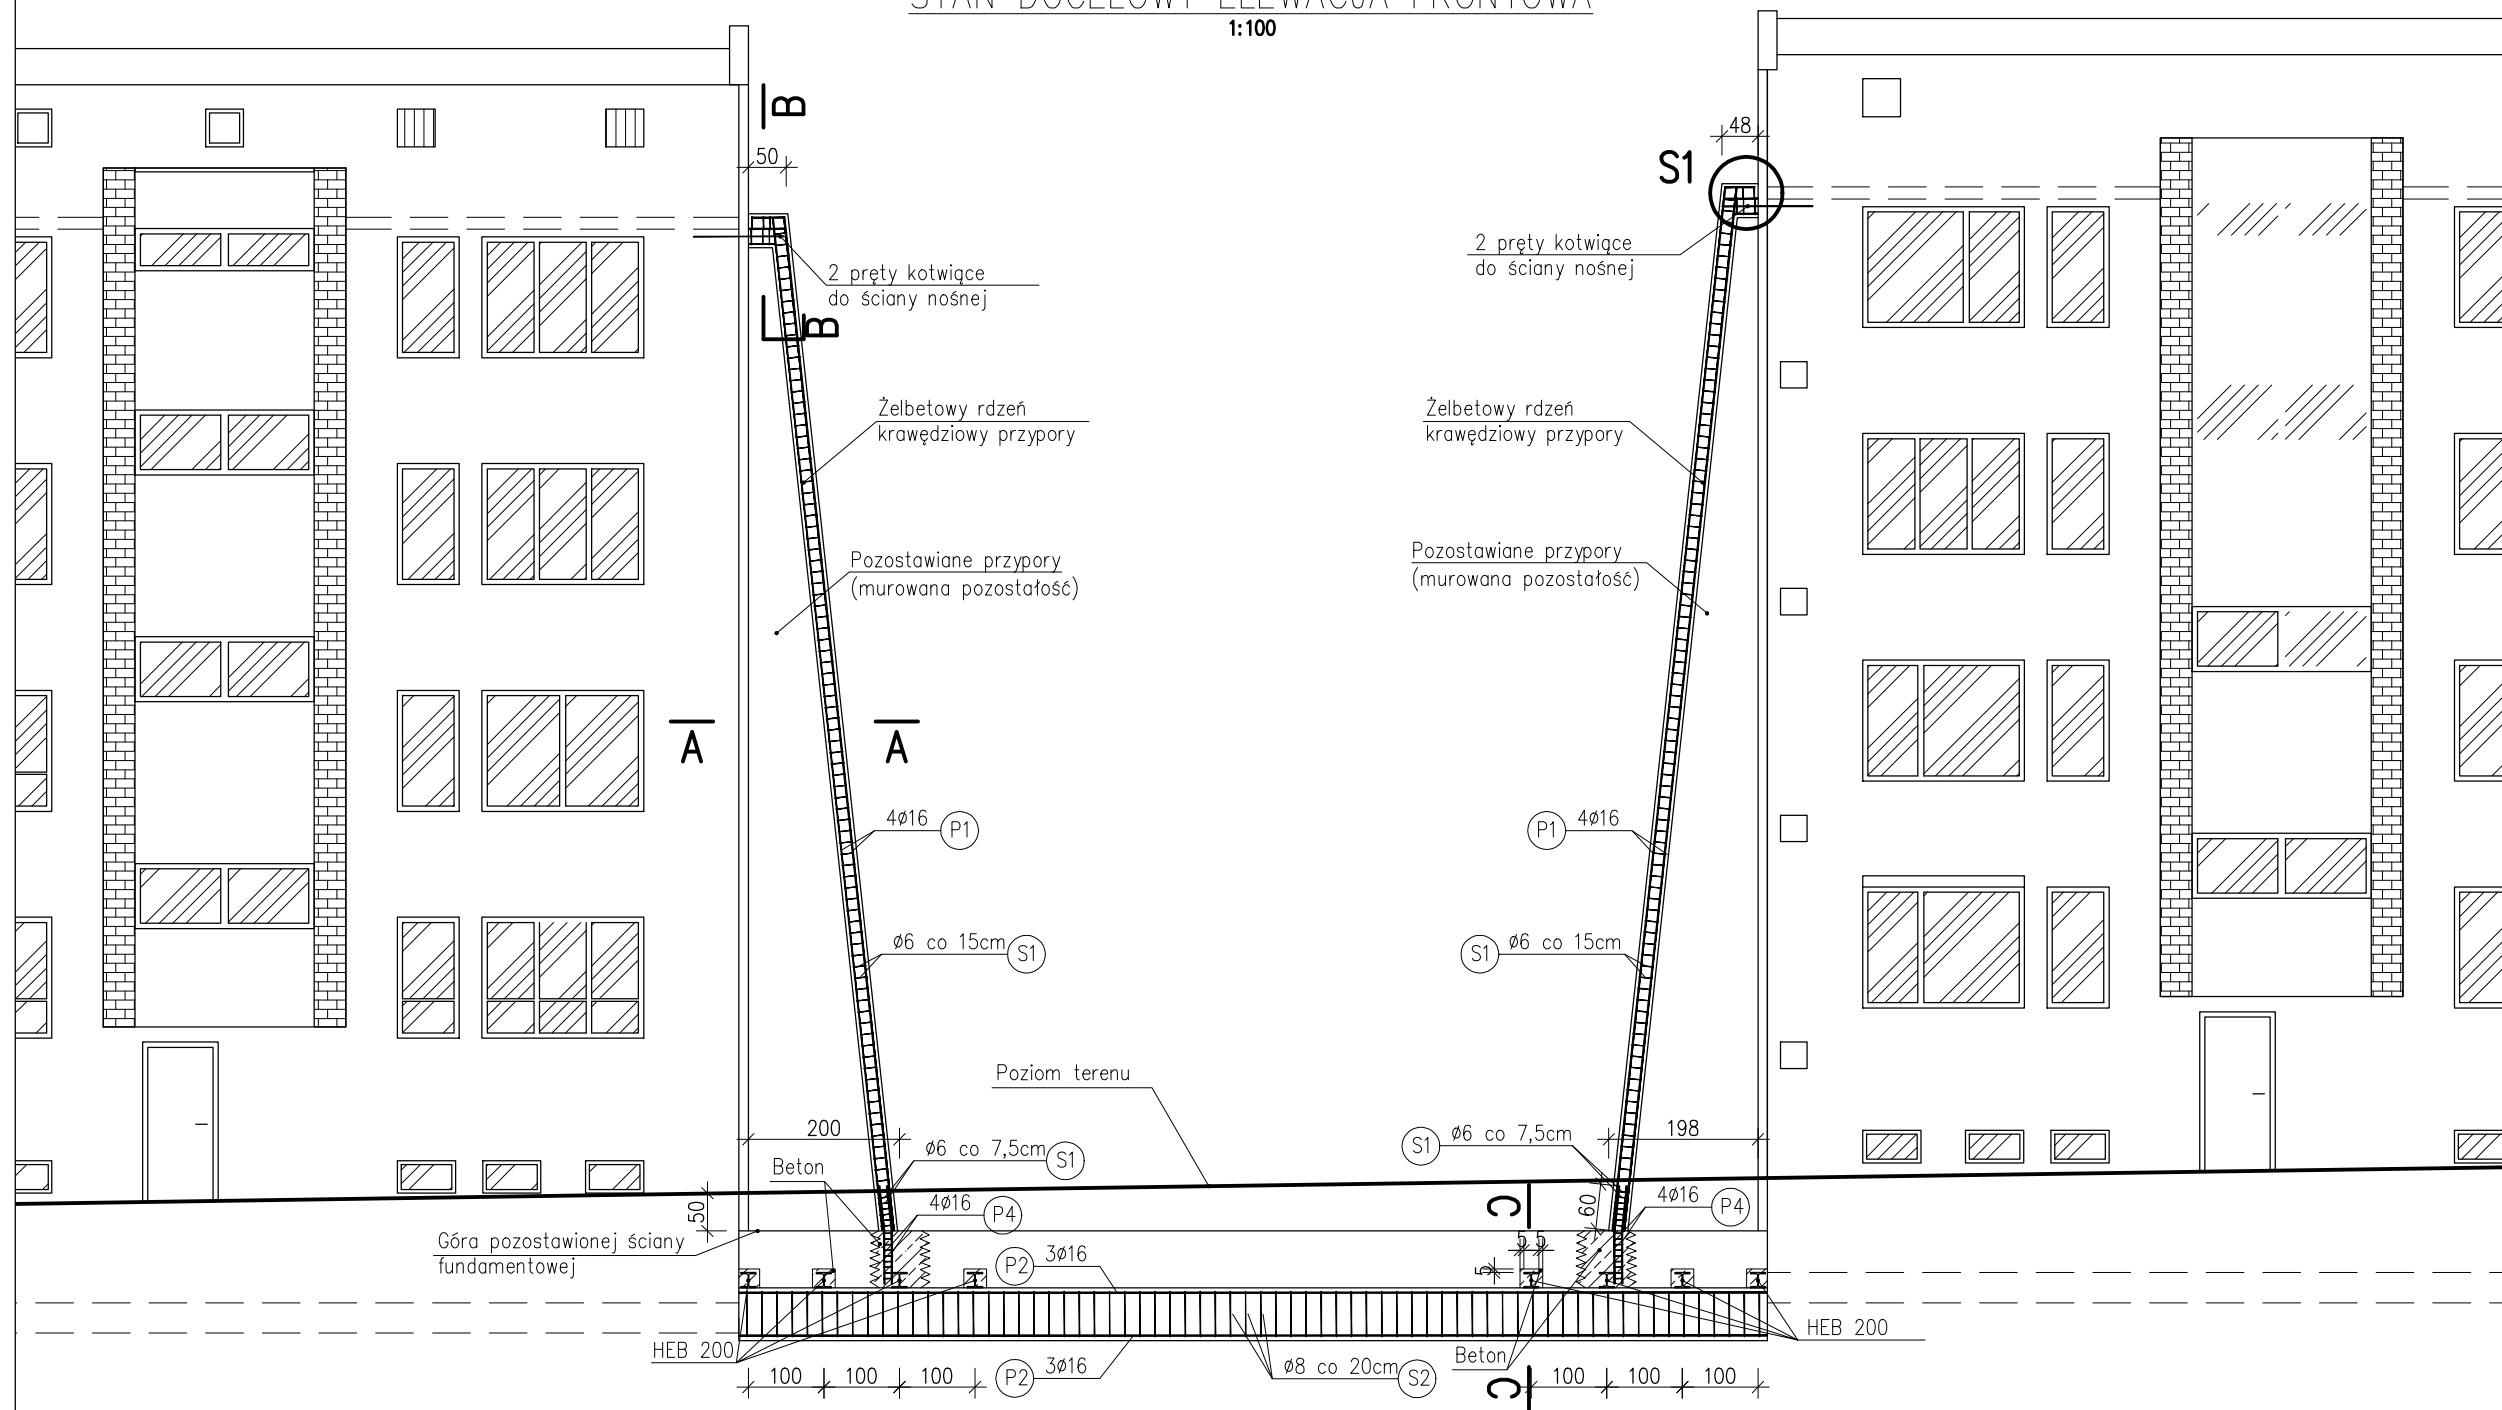 STAN DOCELOWY ELEWACJA FRONTOWA
1:100
B
50
48
S1
2 pręty kotwiące
do ściany nośnej
2 pręty kotwiące
do ściany nośnej
B
Żelbetowy rdzeń
krawędziowy przypory
Żelbetowy rdzeń
krawędziowy przypory
Pozostawiane przypory
(murowana pozostałość)
Pozostawiane przypory
(murowana pozostałość)
A
A
4ø16 P1
P1 4ø16
ø6 co 15cm S1
S1 ø6 co 15cm
Poziom terenu
200
198
ø6 co 7,5cm S1
S1 ø6 co 7,5cm
Beton
50
4ø16 P4
C
60
4ø16 P4
Góra pozostawionej ściany
fundamentowej
P2 3ø16
5 5
5
HEB 200
HEB 200
Beton
P2 3ø16
ø8 co 20cm S2
100 100 100
C
100 100 100